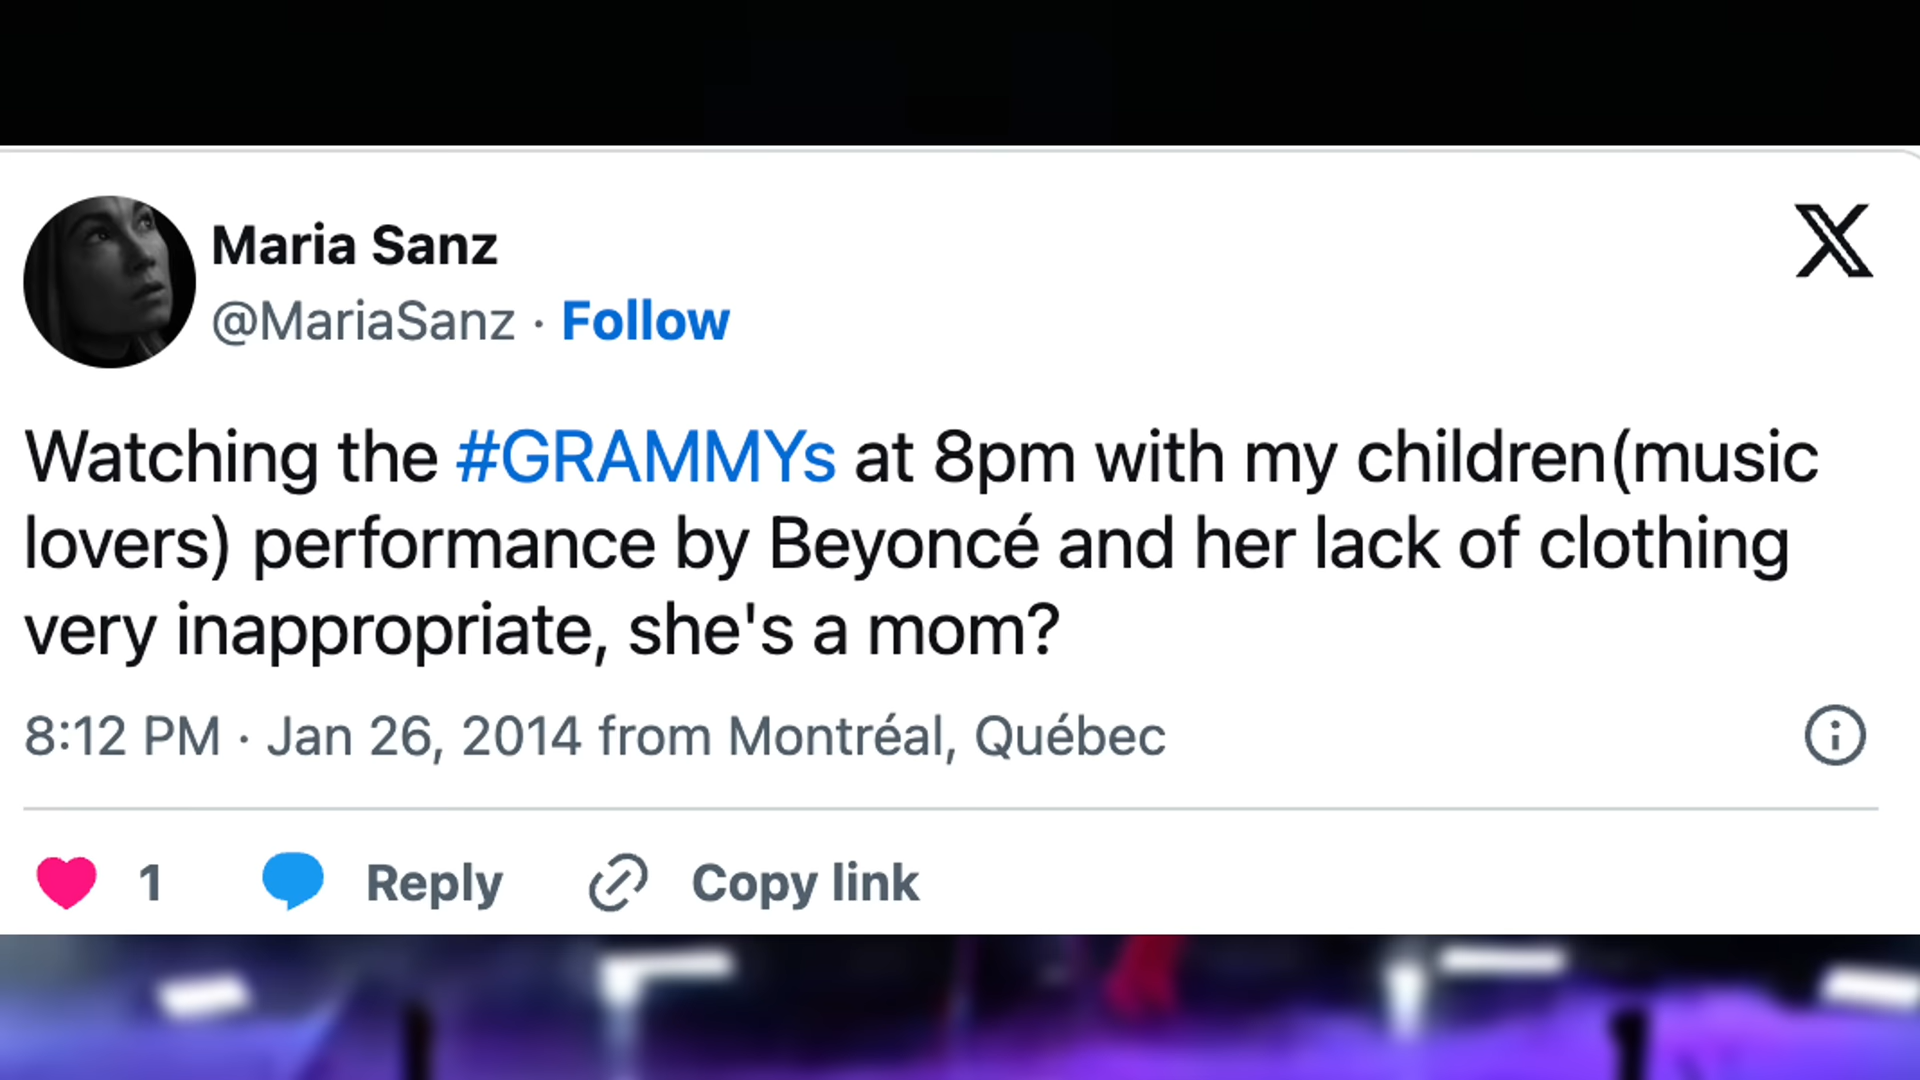 Maria Sanz
@MariaSanz · Follow
Watching the #GRAMMYs at 8pm with my children(music
lovers) performance by Beyoncé and her lack of clothing
very inappropriate, she's a mom?
8:12 PM · Jan 26, 2014 from Montréal, Québec
1 Reply Copy link